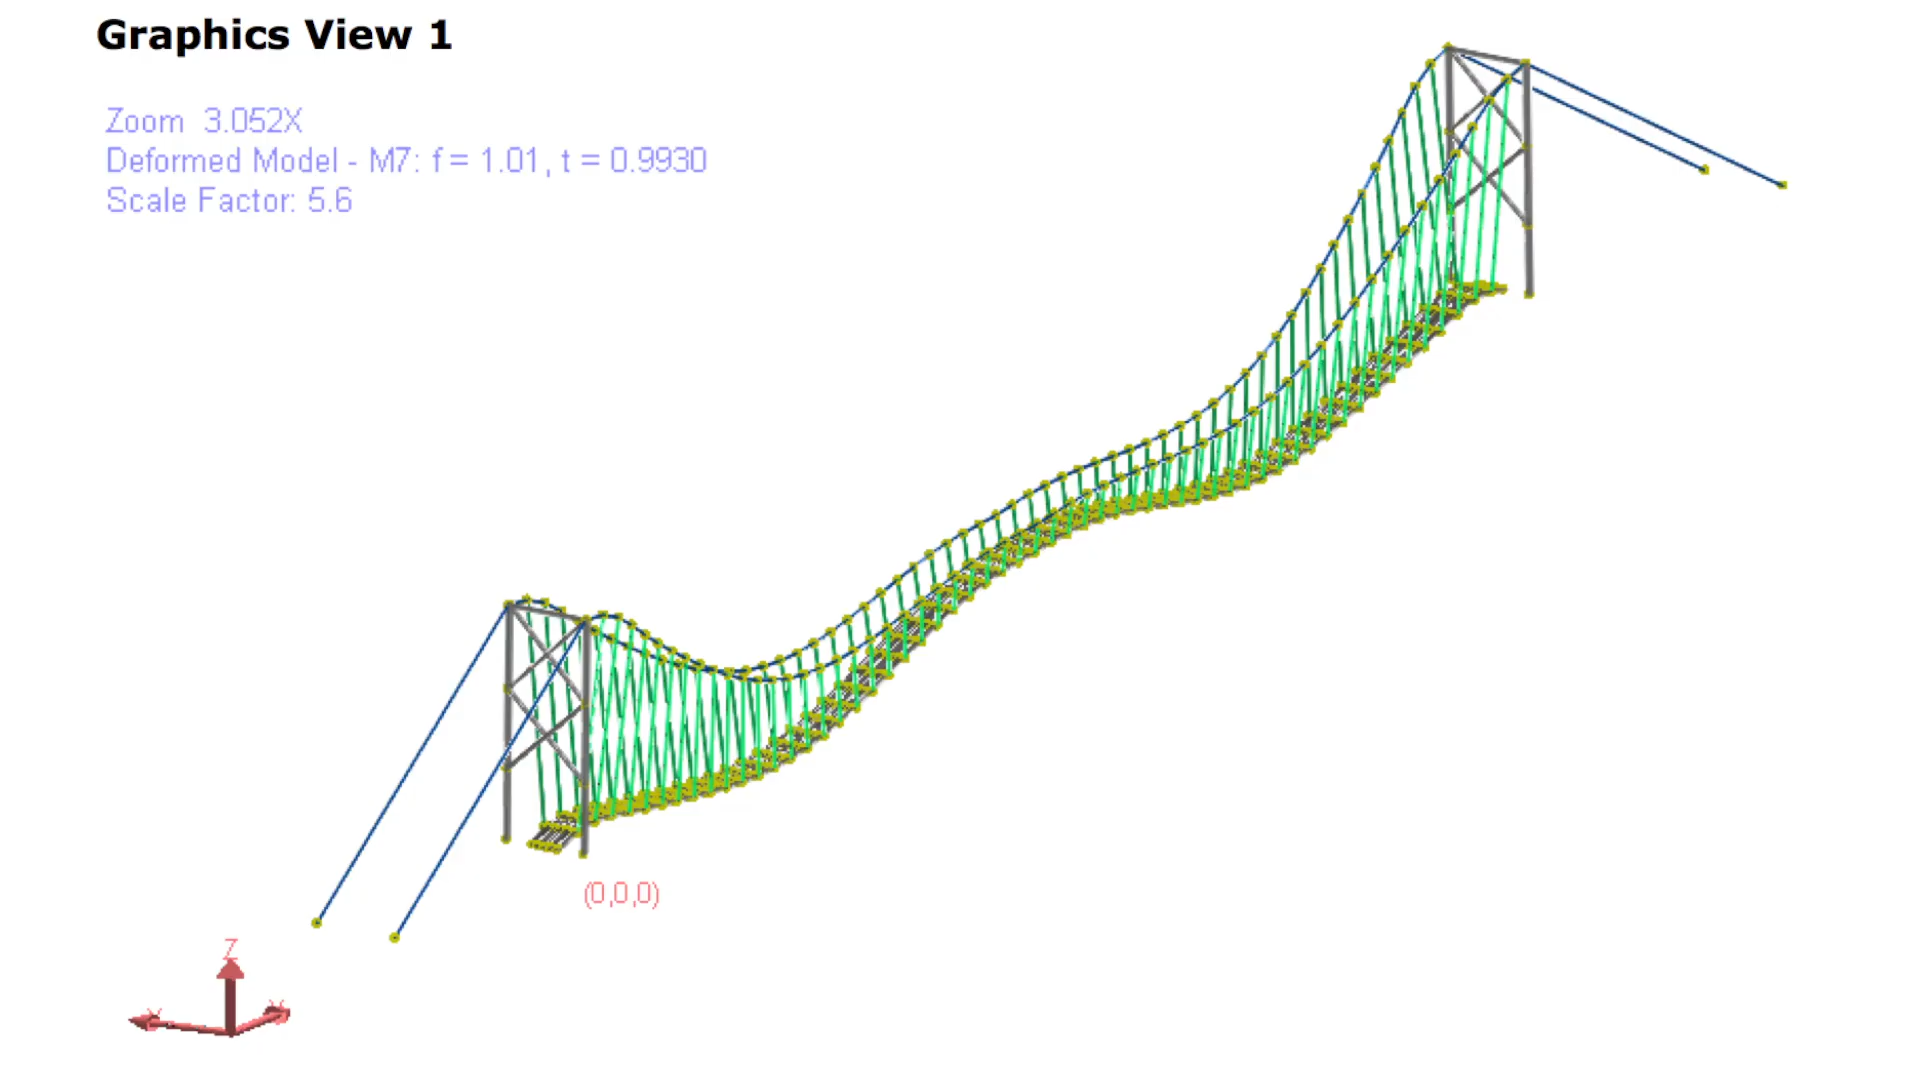 Graphics View 1
Zoom 3.052X
Deformed Model - M7: f = 1.01, t = 0.9930
Scale Factor: 5.6
(0,0,0)
Z